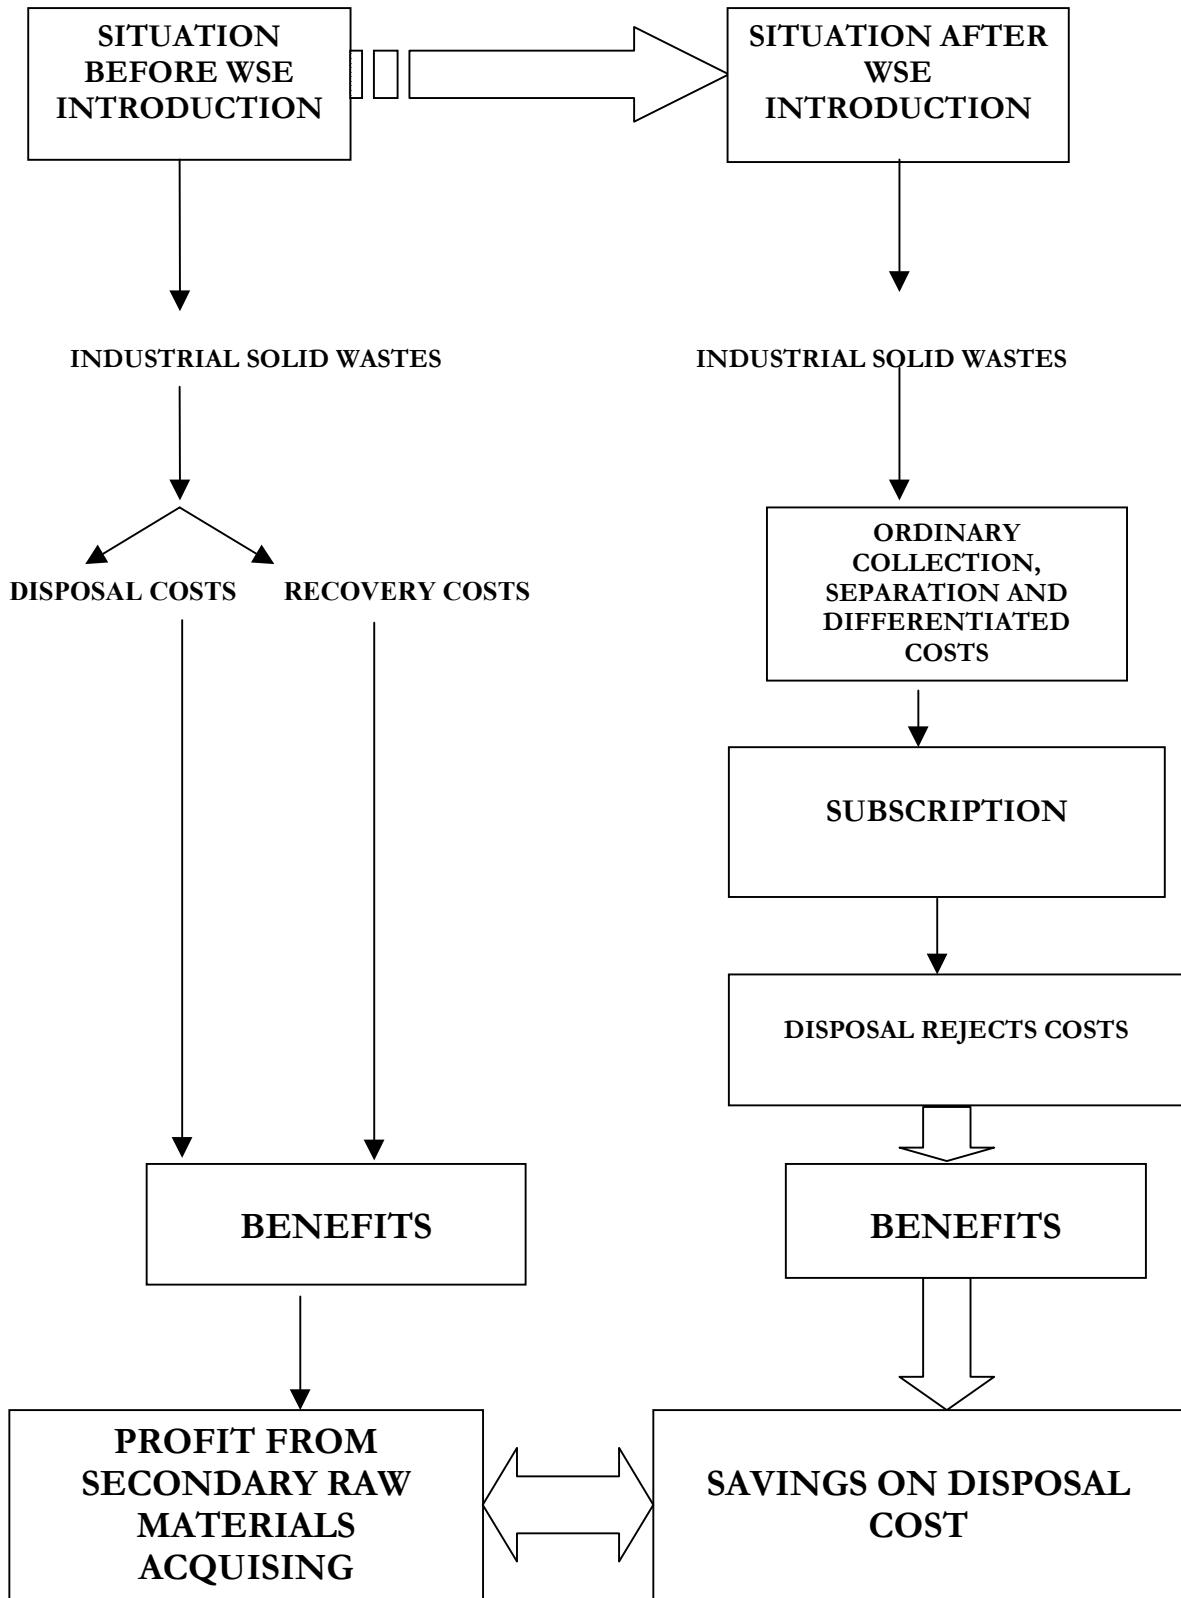 SITUATION
BEFORE WSE
INTRODUCTION
SITUATION AFTER
WSE
INTRODUCTION
INDUSTRIAL SOLID WASTES
INDUSTRIAL SOLID WASTES
DISPOSAL COSTS
RECOVERY COSTS
ORDINARY
COLLECTION,
SEPARATION AND
DIFFERENTIATED
COSTS
SUBSCRIPTION
DISPOSAL REJECTS COSTS
BENEFITS
BENEFITS
PROFIT FROM
SECONDARY RAW
MATERIALS
ACQUISING
SAVINGS ON DISPOSAL
COST